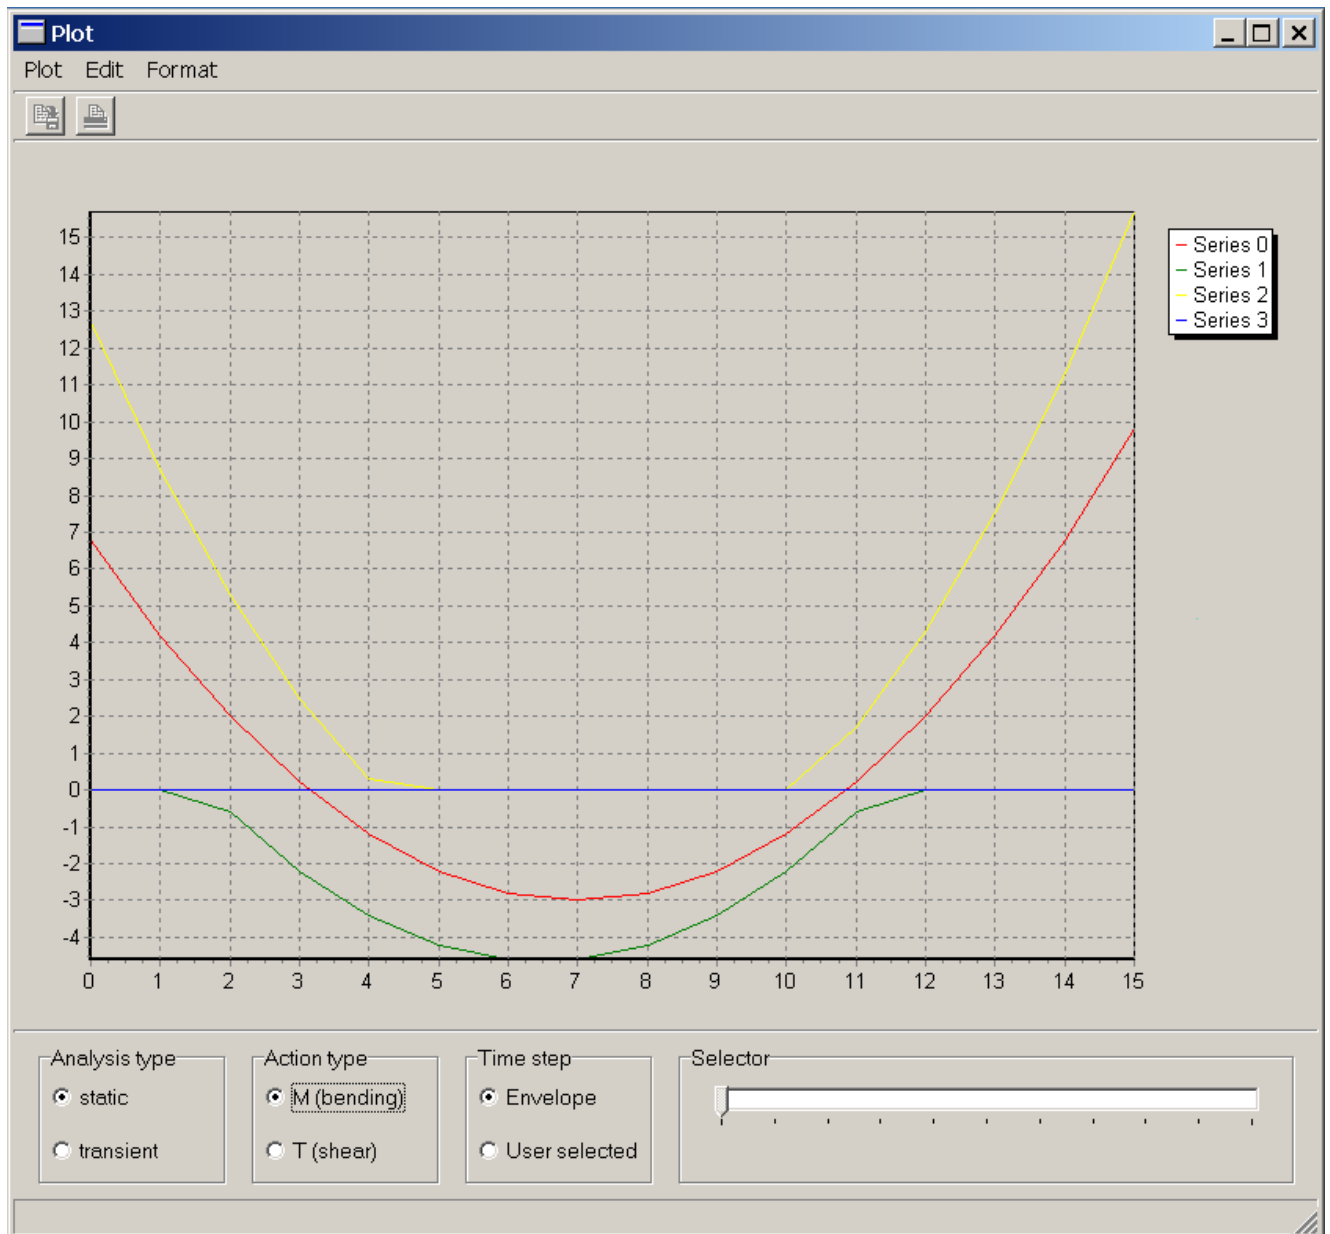 Plot
Plot Edit Format
15
14
13
12
11
10
9
8
7
6
5
4
3
2
1
0
-1
-2
-3
-4
0 1 2 3 4 5 6 7 8 9 10 11 12 13 14 15
Series 0
Series 1
Series 2
Series 3
Analysis type
static
transient
Action type
M (bending)
T (shear)
Time step
Envelope
User selected
Selector